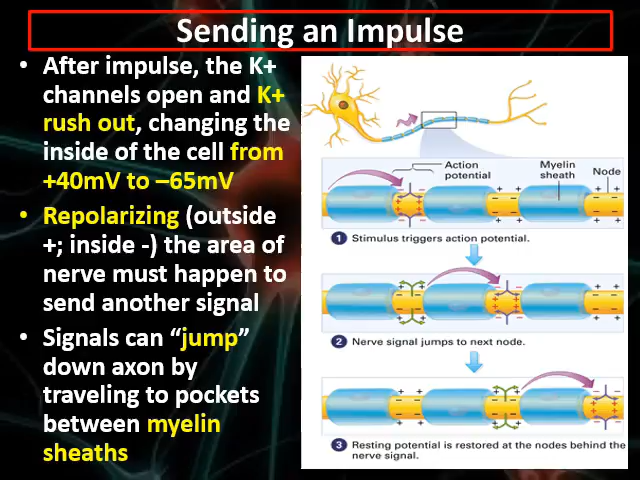 Sending an Impulse
• After impulse, the K+
channels open and K+
rush out, changing the
inside of the cell from
+40mV to –65mV
• Repolarizing (outside
+; inside -) the area of
nerve must happen to
send another signal
• Signals can “jump”
down axon by
traveling to pockets
between myelin
sheaths
Action
potential
Myelin
sheath
Node
1 Stimulus triggers action potential.
2 Nerve signal jumps to next node.
3 Resting potential is restored at the nodes behind the
nerve signal.